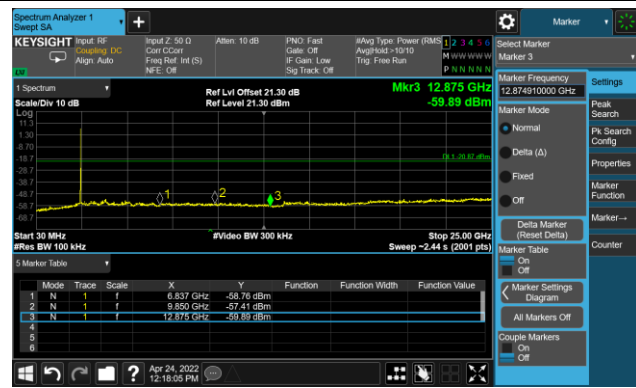 Spectrum Analyzer 1
Swept SA
Marker
KEYSIGHT
Input: RF
Coupling: DC
Align: Auto
Input Z: 50 Ω
Corr CCorr
Freq Ref: Int (S)
NFE: Off
Atten: 10 dB
PNO: Fast
Gate: Off
IF Gain: Low
Sig Track: Off
#Avg Type: Power (RMS
Avg|Hold:>10/10
Trig: Free Run
1 2 3 4 5 6
M W W W W W
P N N N N N
Select Marker
Marker 3
1 Spectrum
Scale/Div 10 dB
Ref Lvl Offset 21.30 dB
Ref Level 21.30 dBm
Mkr3 12.875 GHz
-59.89 dBm
Log
11.3
1.30
-8.70
-18.7
-28.7
-38.7
-48.7
-58.7
-68.7
DL1 -20.87 dBm
1
2
3
Start 30 MHz
#Video BW 300 kHz
Stop 25.00 GHz
#Res BW 100 kHz
Sweep ~2.44 s (2001 pts)
5 Marker Table
Mode Trace Scale X Y Function Function Width Function Value
1 N 1 f 6.837 GHz -58.76 dBm
2 N 1 f 9.850 GHz -57.41 dBm
3 N 1 f 12.875 GHz -59.89 dBm
4
5
6
Marker Frequency
12.874910000 GHz
Marker Mode
Normal
Delta (Δ)
Fixed
Off
Delta Marker
(Reset Delta)
Marker Table
On
Off
Marker Settings
Diagram
All Markers Off
Couple Markers
On
Off
Settings
Peak
Search
Pk Search
Config
Properties
Marker
Function
Marker→
Counter
?
Apr 24, 2022
12:18:05 PM